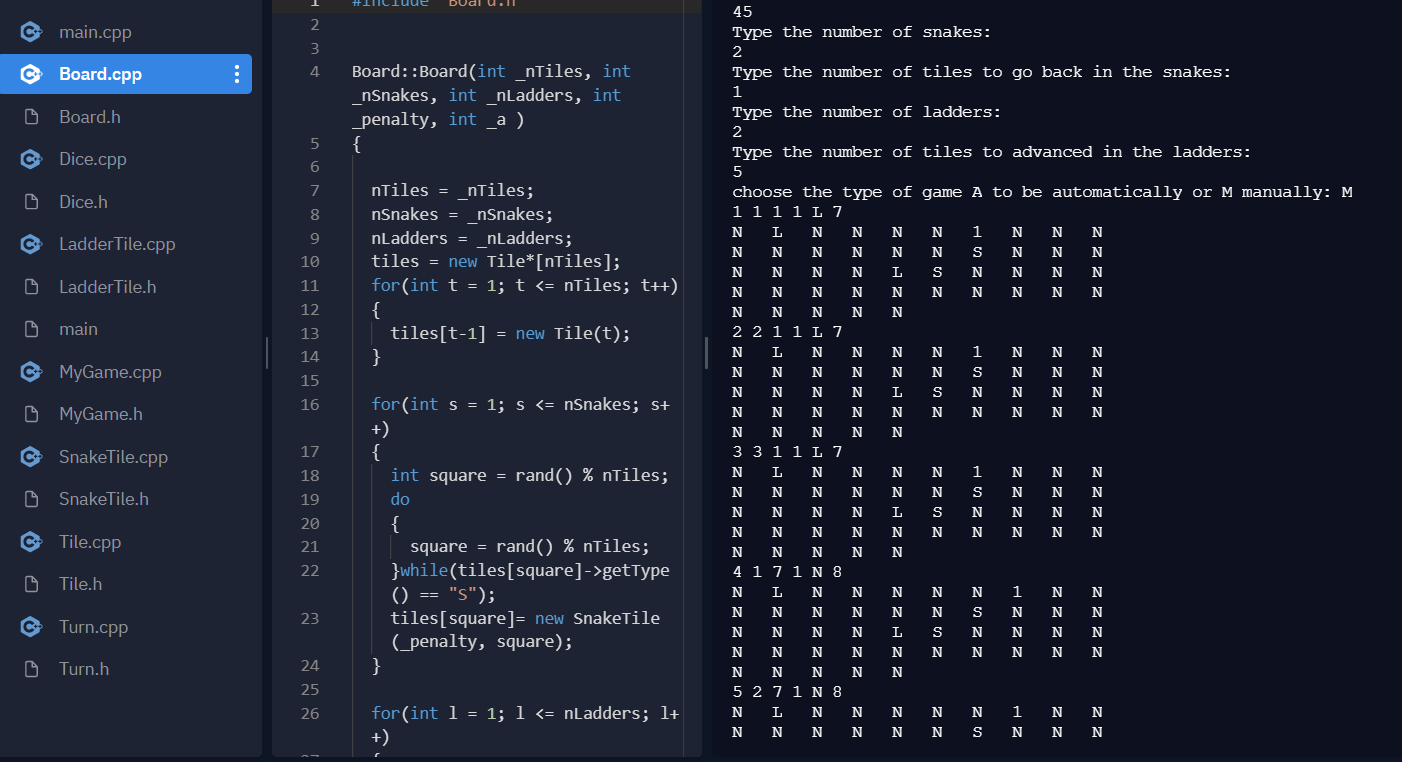 main.cpp
Board.cpp
Board.h
Dice.cpp
Dice.h
LadderTile.cpp
LadderTile.h
main
MyGame.cpp
MyGame.h
SnakeTile.cpp
SnakeTile.h
Tile.cpp
Tile.h
Turn.cpp
Turn.h
1 #include "Board.h"
2
3
4 Board::Board(int _nTiles, int
_nSnakes, int _nLadders, int
_penalty, int _a )
5 {
6
7 nTiles = _nTiles;
8 nSnakes = _nSnakes;
9 nLadders = _nLadders;
10 tiles = new Tile*[nTiles];
11 for(int t = 1; t <= nTiles; t++)
12 {
13 tiles[t-1] = new Tile(t);
14 }
15
16 for(int s = 1; s <= nSnakes; s+
+)
17 {
18 int square = rand() % nTiles;
19 do
20 {
21 square = rand() % nTiles;
22 }while(tiles[square]->getType
() == "S");
23 tiles[square]= new SnakeTile
(_penalty, square);
24 }
25
26 for(int l = 1; l <= nLadders; l+
+)
27 {
45
Type the number of snakes:
2
Type the number of tiles to go back in the snakes:
1
Type the number of ladders:
2
Type the number of tiles to advanced in the ladders:
5
choose the type of game A to be automatically or M manually: M
1 1 1 1 L 7
N L N N N N 1 N N N
N N N N N N S N N N
N N N N L S N N N N
N N N N N N N N N N
N N N N N
2 2 1 1 L 7
N L N N N N 1 N N N
N N N N N N S N N N
N N N N L S N N N N
N N N N N N N N N N
N N N N N
3 3 1 1 L 7
N L N N N N 1 N N N
N N N N N N S N N N
N N N N L S N N N N
N N N N N N N N N N
N N N N N
4 1 7 1 N 8
N L N N N N N 1 N N
N N N N N N S N N N
N N N N L S N N N N
N N N N N N N N N N
N N N N N
5 2 7 1 N 8
N L N N N N N 1 N N
N N N N N N S N N N